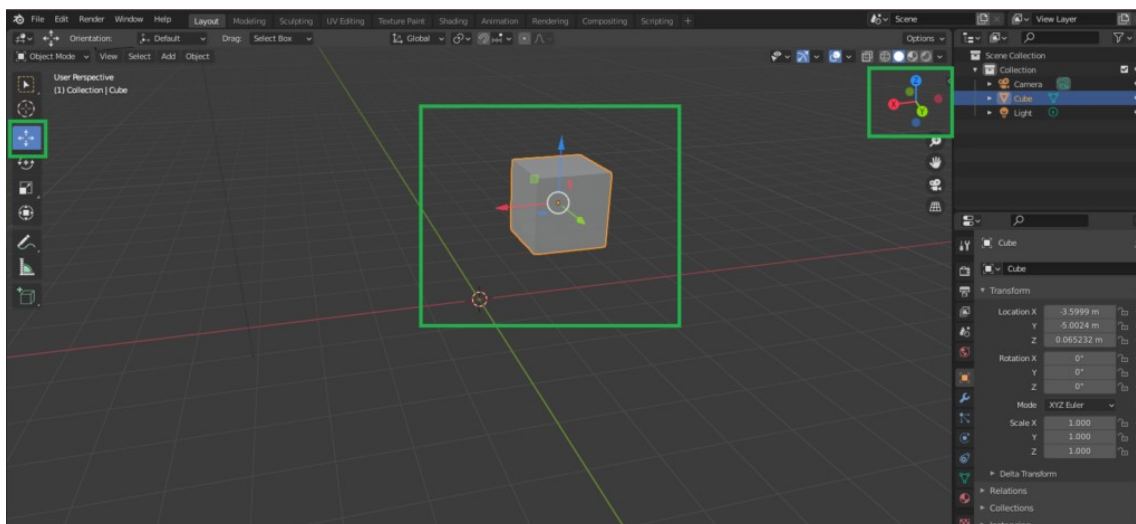 File Edit Render Window Help Layout Modeling Sculpting UV Editing Texture Paint Shading Animation Rendering Compositing Scripting + Scene View Layer
Orientation: Default Drag: Select Box Global Options
Object Mode View Select Add Object
User Perspective
(1) Collection | Cube
Z
X
Y
Scene Collection
Collection
Camera
Cube
Light
Cube
Cube
Transform
Location X -3.5999 m
Y -5.0024 m
Z 0.065232 m
Rotation X 0°
Y 0°
Z 0°
Mode XYZ Euler
Scale X 1.000
Y 1.000
Z 1.000
Delta Transform
Relations
Collections